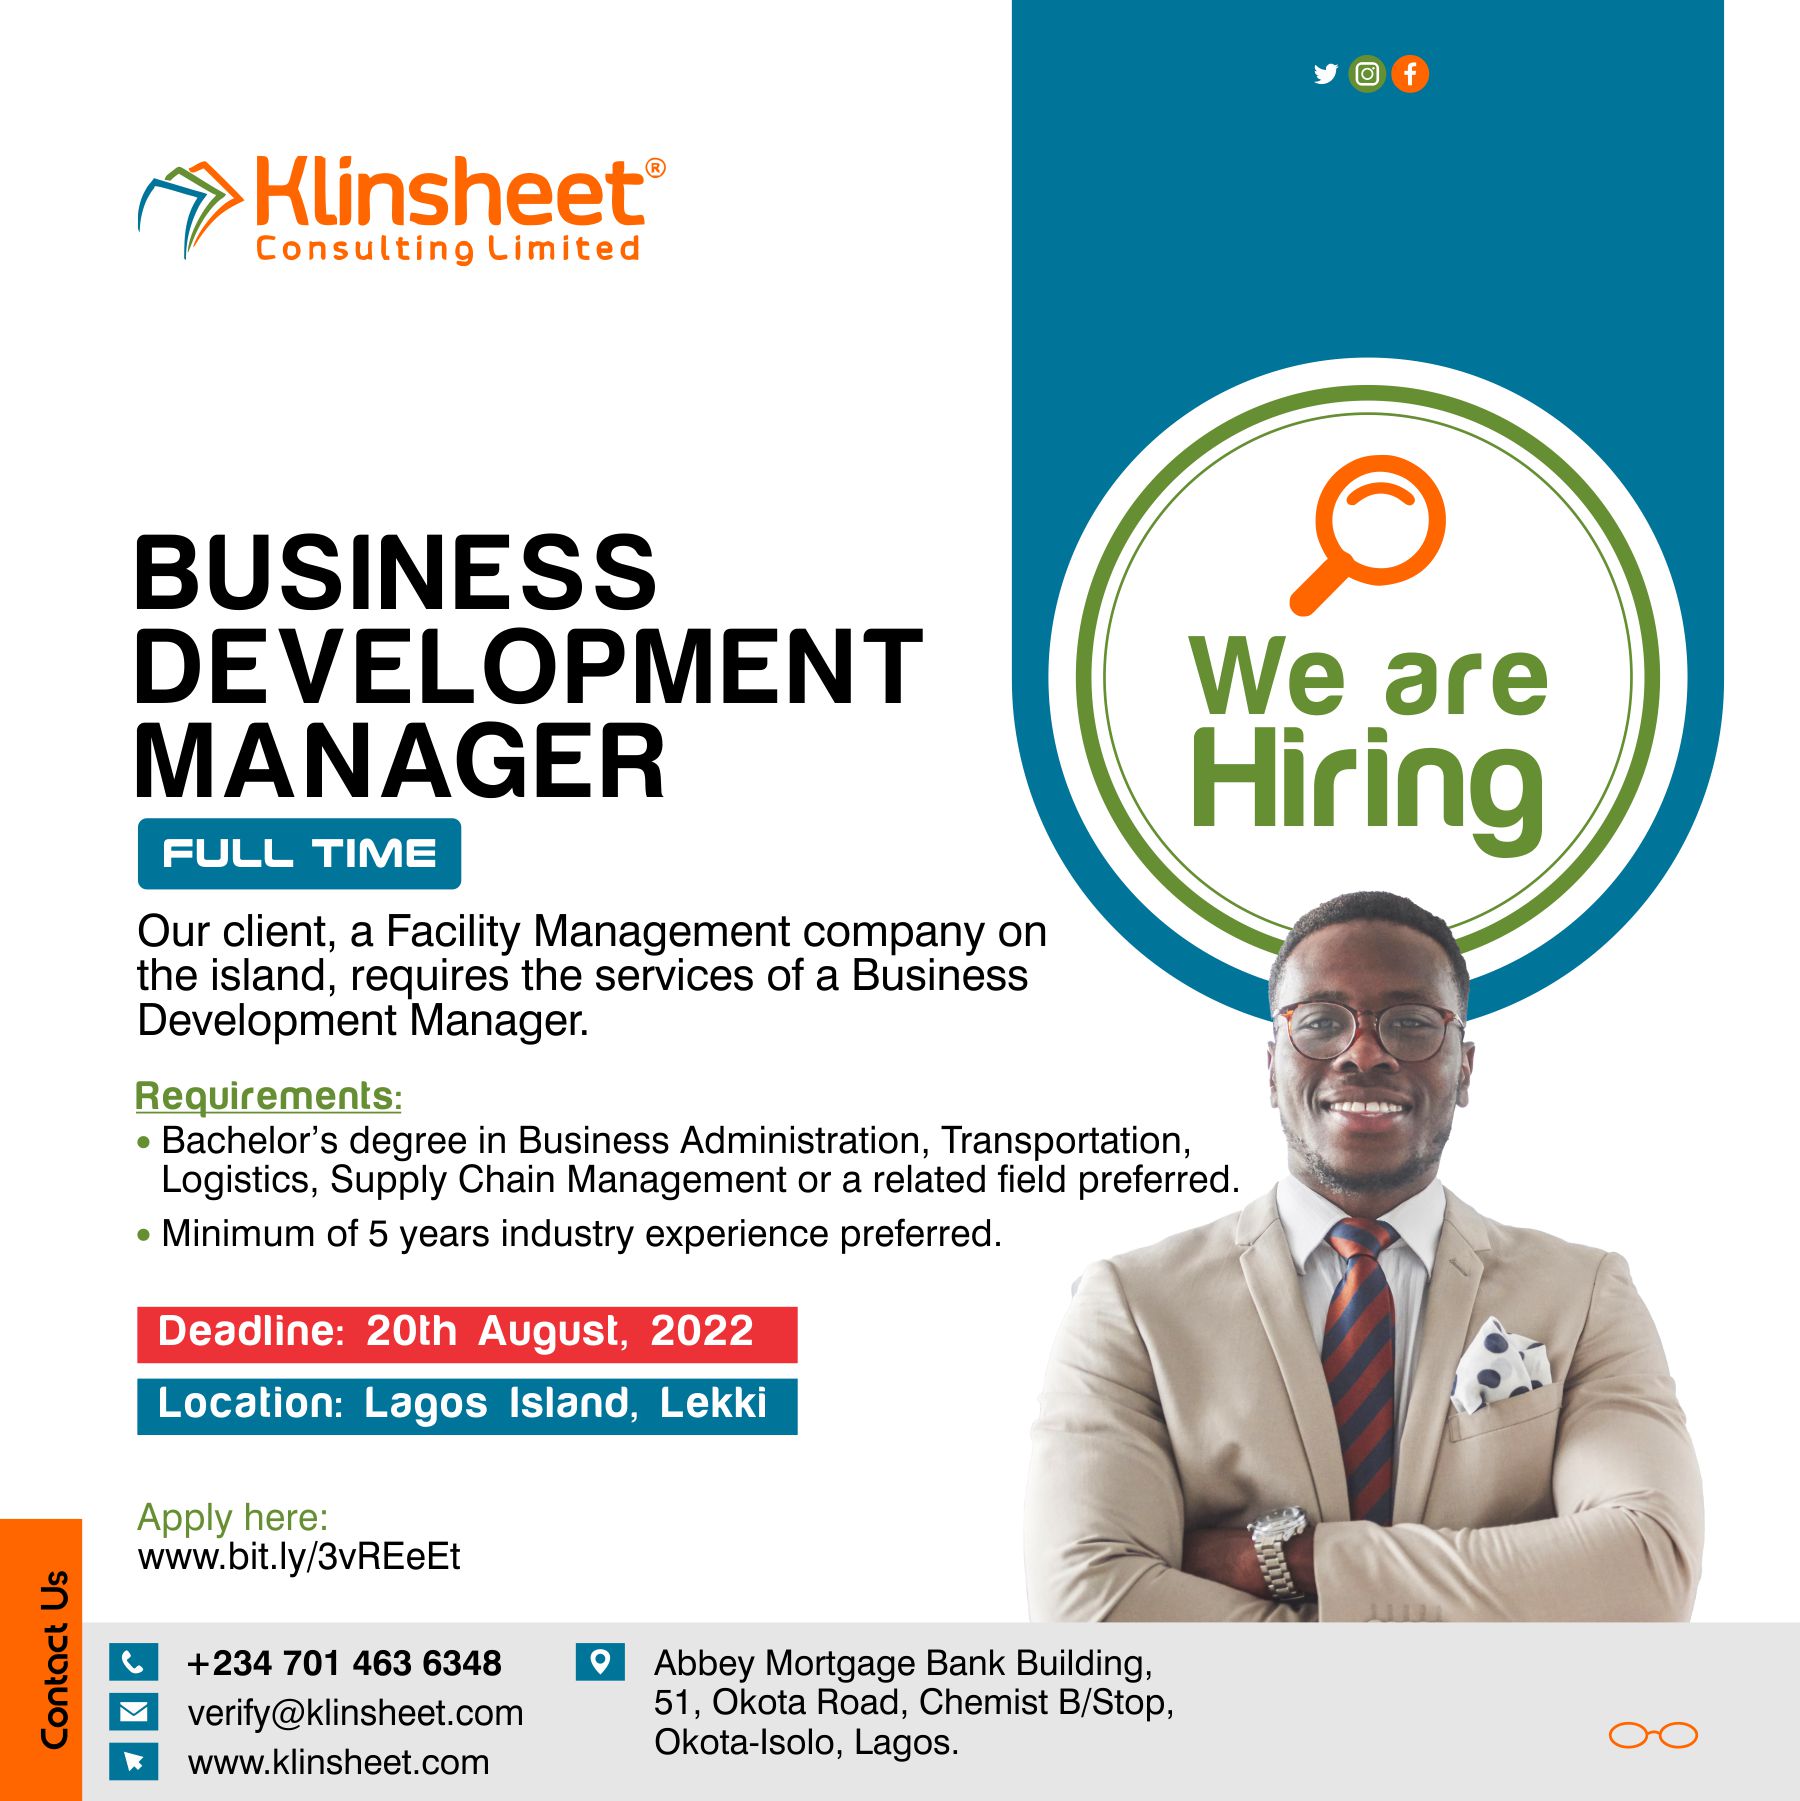 Klinsheet®
Consulting Limited
We are
Hiring
BUSINESS
DEVELOPMENT
MANAGER
FULL TIME
Our client, a Facility Management company on
the island, requires the services of a Business
Development Manager.
Requirements:
• Bachelor’s degree in Business Administration, Transportation,
Logistics, Supply Chain Management or a related field preferred.
• Minimum of 5 years industry experience preferred.
Deadline: 20th August, 2022
Location: Lagos Island, Lekki
Apply here:
www.bit.ly/3vREeEt
Contact Us
+234 701 463 6348
verify@klinsheet.com
www.klinsheet.com
Abbey Mortgage Bank Building,
51, Okota Road, Chemist B/Stop,
Okota-Isolo, Lagos.